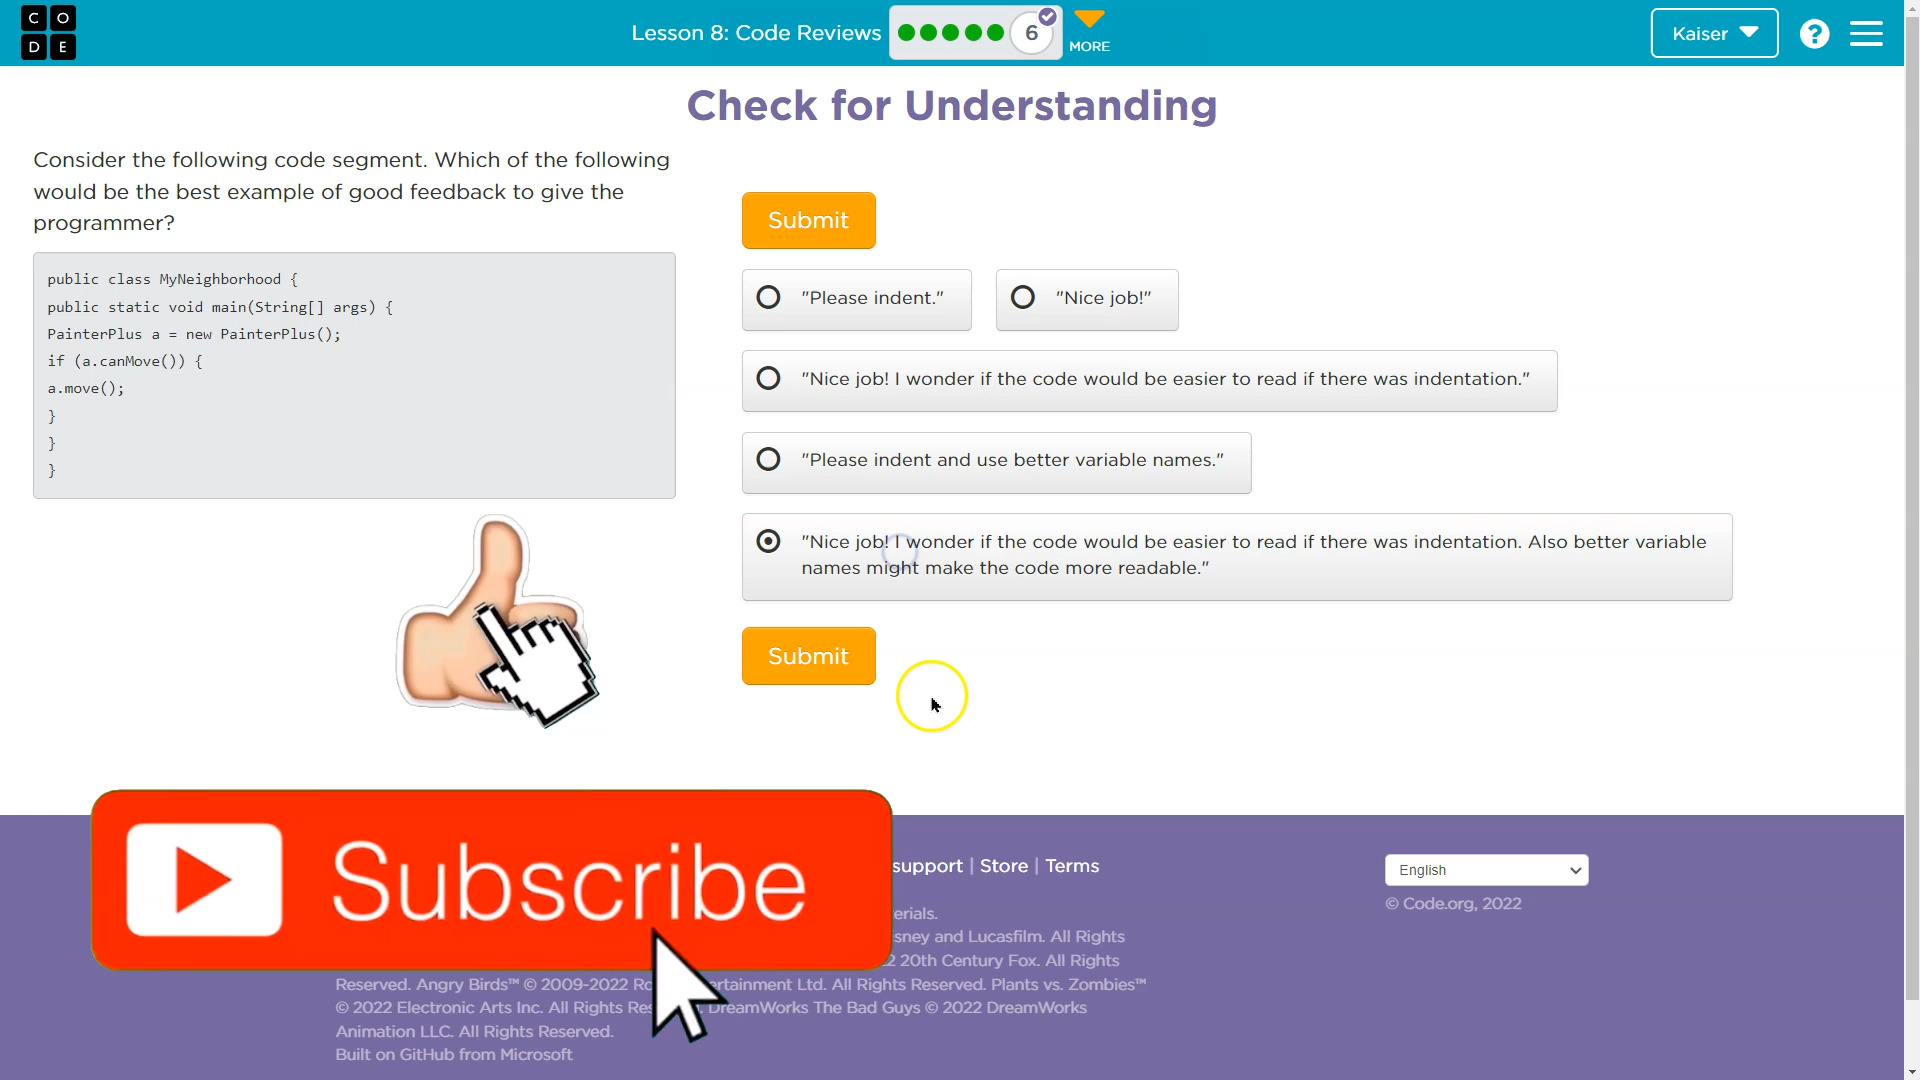 C O
D E
Lesson 8: Code Reviews
6
MORE
Kaiser
?
Check for Understanding
Consider the following code segment. Which of the following
would be the best example of good feedback to give the
programmer?
public class MyNeighborhood {
public static void main(String[] args) {
PainterPlus a = new PainterPlus();
if (a.canMove()) {
a.move();
}
}
}
Submit
"Please indent."
"Nice job!"
"Nice job! I wonder if the code would be easier to read if there was indentation."
"Please indent and use better variable names."
"Nice job! I wonder if the code would be easier to read if there was indentation. Also better variable
names might make the code more readable."
Submit
Subscribe
support | Store | Terms
English
© Code.org, 2022
erials.
sney and Lucasfilm. All Rights
20th Century Fox. All Rights
Reserved. Angry Birds™ © 2009-2022 Ro rtainment Ltd. All Rights Reserved. Plants vs. Zombies™
© 2022 Electronic Arts Inc. All Rights Res DreamWorks The Bad Guys © 2022 DreamWorks
Animation LLC. All Rights Reserved.
Built on GitHub from Microsoft